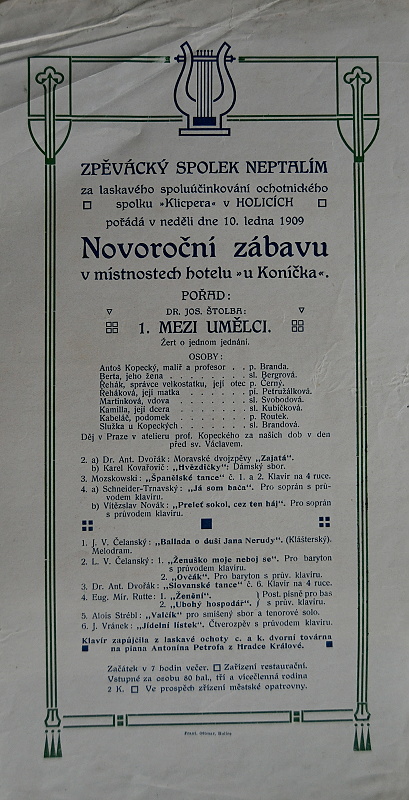 ZPĚVÁCKÝ SPOLEK NEPTALÍM
za laskavého spoluúčinkování ochotnického
spolku »Klicpera« v HOLICÍCH
pořádá v neděli dne 10. ledna 1909
Novoroční zábavu
v místnostech hotelu »u Koníčka«.
POŘAD:
DR. JOS. ŠTOLBA:
1. MEZI UMĚLCI.
Žert o jednom jednání.
OSOBY:
Antoš Kopecký, malíř a profesor . . p. Branda.
Berta, jeho žena . . . . . . . sl. Bergrová.
Řehák, správce velkostatku, její otec p. Černý.
Řeháková, její matka . . . . . . pí. Petružálková.
Martínková, vdova . . . . . . . sl. Svobodová.
Kamilla, její dcera . . . . . . sl. Kubíčková.
Kabeláč, podomek . . . . . . . p. Routek.
Služka u Kopeckých . . . . . . . sl. Brandová.
Děj v Praze v atelieru prof. Kopeckého za našich dob v den
před sv. Václavem.
2. a) Dr. Ant. Dvořák: Moravské dvojzpěvy „Zajatá“.
b) Karel Kovařovič: „Hvězdičky“: Dámský sbor.
3. Mozskowski: „Španělské tance“ č. 1. a 2. Klavír na 4 ruce.
4. a) Schneider-Trnavský: „Já som bača“. Pro soprán s prů-
vodem klavíru.
b) Vítězslav Novák: „Preleť sokol, cez ten háj“. Pro soprán
s průvodem klavíru.
1. J. V. Čelanský: „Ballada o duši Jana Nerudy“. (Klášterský).
Melodram.
2. L. V. Čelanský: 1. „Ženuško moje neboj se“. Pro baryton
s průvodem klavíru.
2. „Ovčák“. Pro baryton s prův. klavíru.
3. Dr. Ant. Dvořák: „Slovanské tance“ č. 6. Klavír na 4 ruce.
4. Eug. Mir. Rutte: 1. „Ženění“. } Post. písně pro bas
2. „Ubohý hospodář“. } s prův. klavíru.
5. Alois Strébl: „Valčík“ pro smíšený sbor a tenorové solo.
6. J. Vránek: „Jídelní lístek“. Čtverozpěv s průvodem klavíru.
Klavír zapůjčila z laskavé ochoty c. a k. dvorní továrna
na piana Antonína Petrofa z Hradce Králové.
Začátek v 7 hodin večer. Zařízení restaurační.
Vstupné za osobu 80 hal., tří a vícečlenná rodina
2 K. Ve prospěch zřízení městské opatrovny.